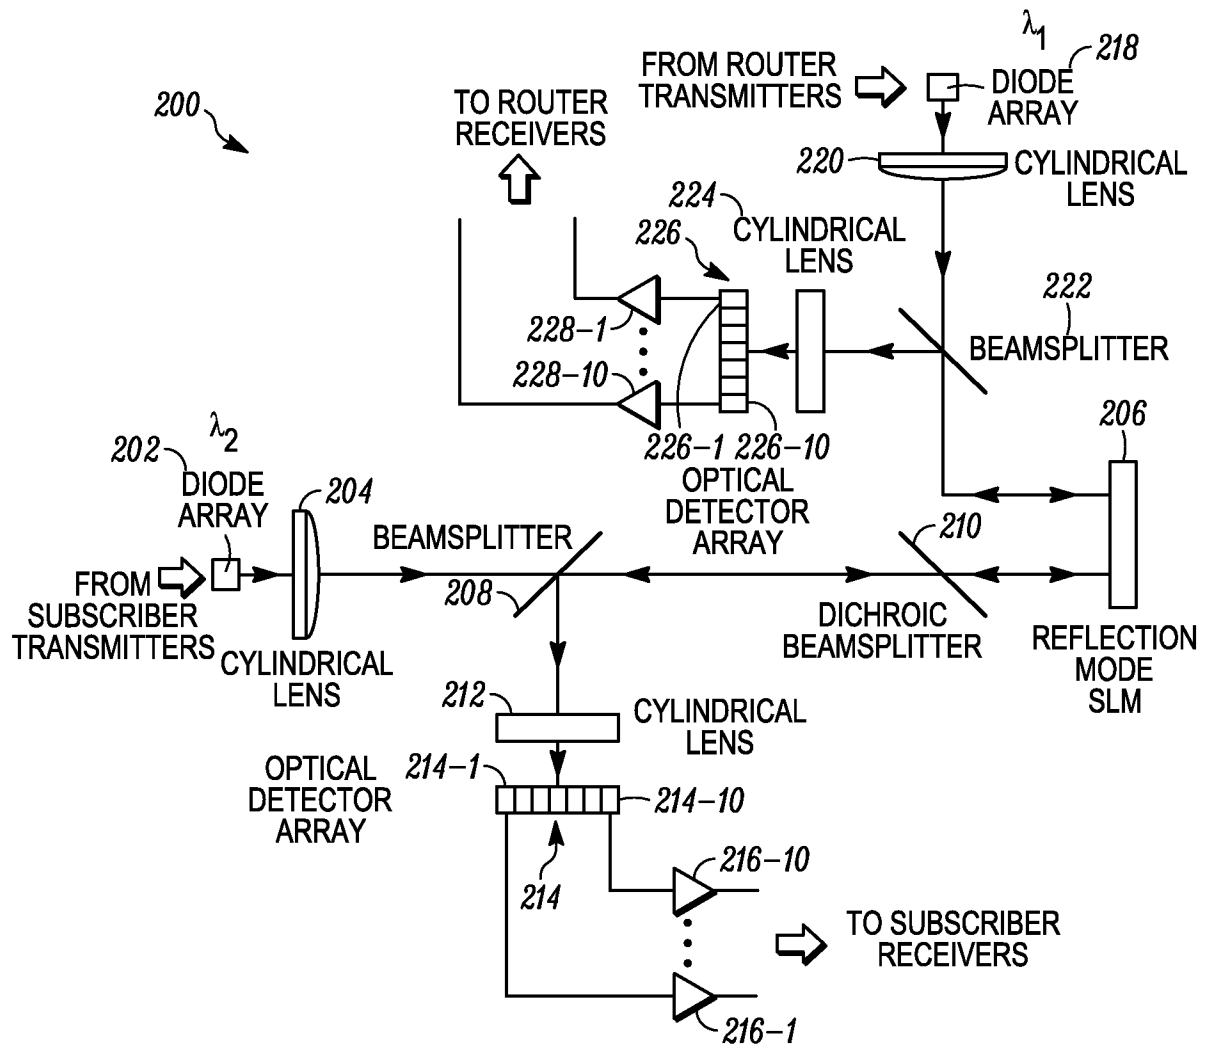 λ1
FROM ROUTER
TRANSMITTERS
218
DIODE
ARRAY
200
TO ROUTER
RECEIVERS
220
CYLINDRICAL
LENS
224
CYLINDRICAL
LENS
226
228-1
228-10
222
BEAMSPLITTER
226-1
226-10
OPTICAL
DETECTOR
ARRAY
206
λ2
202
DIODE
ARRAY
204
BEAMSPLITTER
208
210
FROM
SUBSCRIBER
TRANSMITTERS
CYLINDRICAL
LENS
DICHROIC
BEAMSPLITTER
REFLECTION
MODE
SLM
212
CYLINDRICAL
LENS
OPTICAL
DETECTOR
ARRAY
214-1
214-10
214
216-10
TO SUBSCRIBER
RECEIVERS
216-1